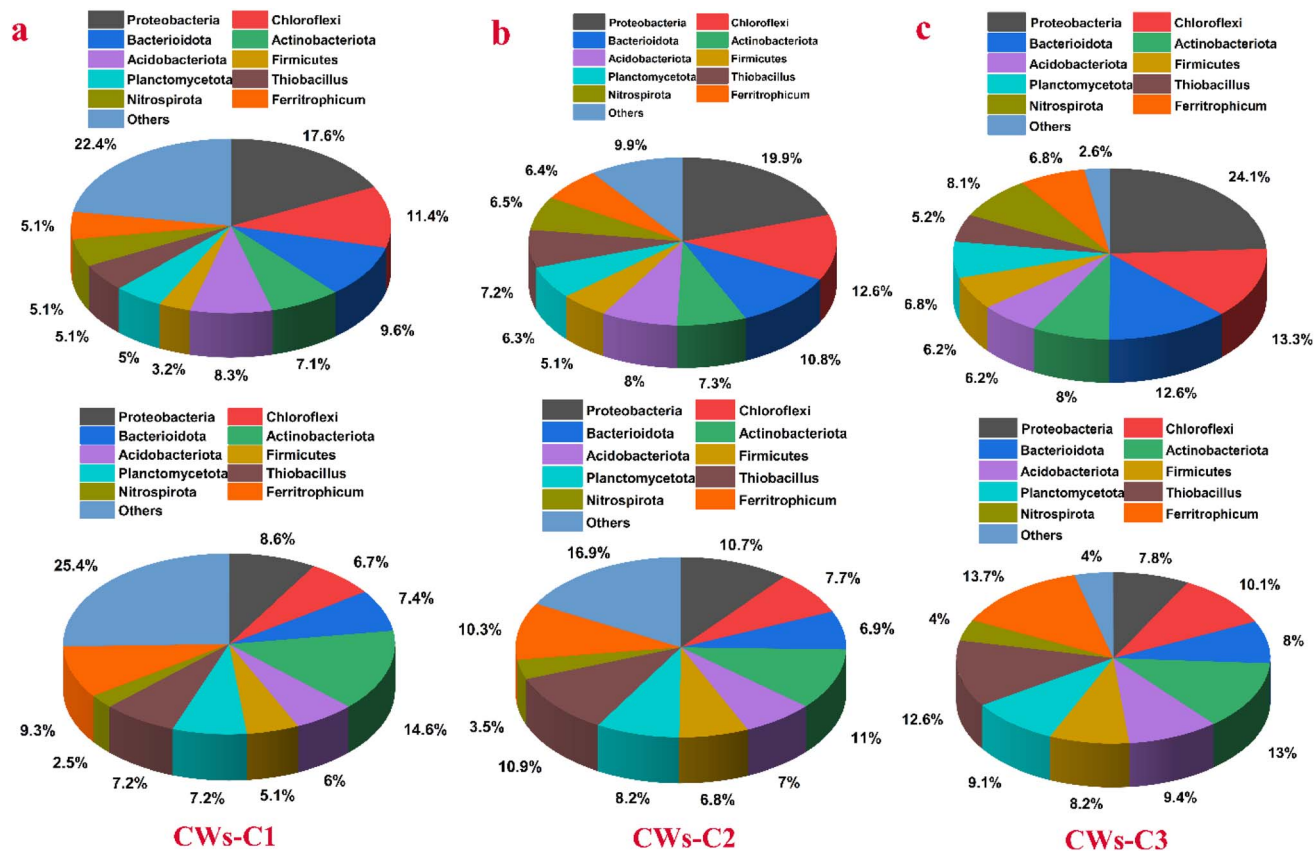 a
Proteobacteria Chloroflexi
Bacterioidota Actinobacteriota
Acidobacteriota Firmicutes
Planctomycetota Thiobacillus
Nitrospirota Ferritrophicum
Others
22.4% 17.6%
11.4%
9.6%
7.1%
8.3%
3.2%
5%
5.1%
5.1%
5.1%
b
Proteobacteria Chloroflexi
Bacterioidota Actinobacteriota
Acidobacteriota Firmicutes
Planctomycetota Thiobacillus
Nitrospirota Ferritrophicum
Others
9.9% 19.9%
12.6%
10.8%
7.3%
8%
5.1%
6.3%
7.2%
6.5%
6.4%
c
Proteobacteria Chloroflexi
Bacterioidota Actinobacteriota
Acidobacteriota Firmicutes
Planctomycetota Thiobacillus
Nitrospirota Ferritrophicum
Others
2.6% 24.1%
13.3%
12.6%
8%
6.2%
6.2%
6.8%
5.2%
8.1%
6.8%
Proteobacteria Chloroflexi
Bacterioidota Actinobacteriota
Acidobacteriota Firmicutes
Planctomycetota Thiobacillus
Nitrospirota Ferritrophicum
Others
25.4% 8.6%
6.7%
7.4%
14.6%
6%
5.1%
7.2%
7.2%
2.5%
9.3%
CWs-C1
Proteobacteria Chloroflexi
Bacterioidota Actinobacteriota
Acidobacteriota Firmicutes
Planctomycetota Thiobacillus
Nitrospirota Ferritrophicum
Others
16.9% 10.7%
7.7%
6.9%
11%
7%
6.8%
8.2%
10.9%
3.5%
10.3%
CWs-C2
Proteobacteria Chloroflexi
Bacterioidota Actinobacteriota
Acidobacteriota Firmicutes
Planctomycetota Thiobacillus
Nitrospirota Ferritrophicum
Others
4% 7.8%
10.1%
8%
13%
9.4%
8.2%
9.1%
12.6%
4%
13.7%
CWs-C3